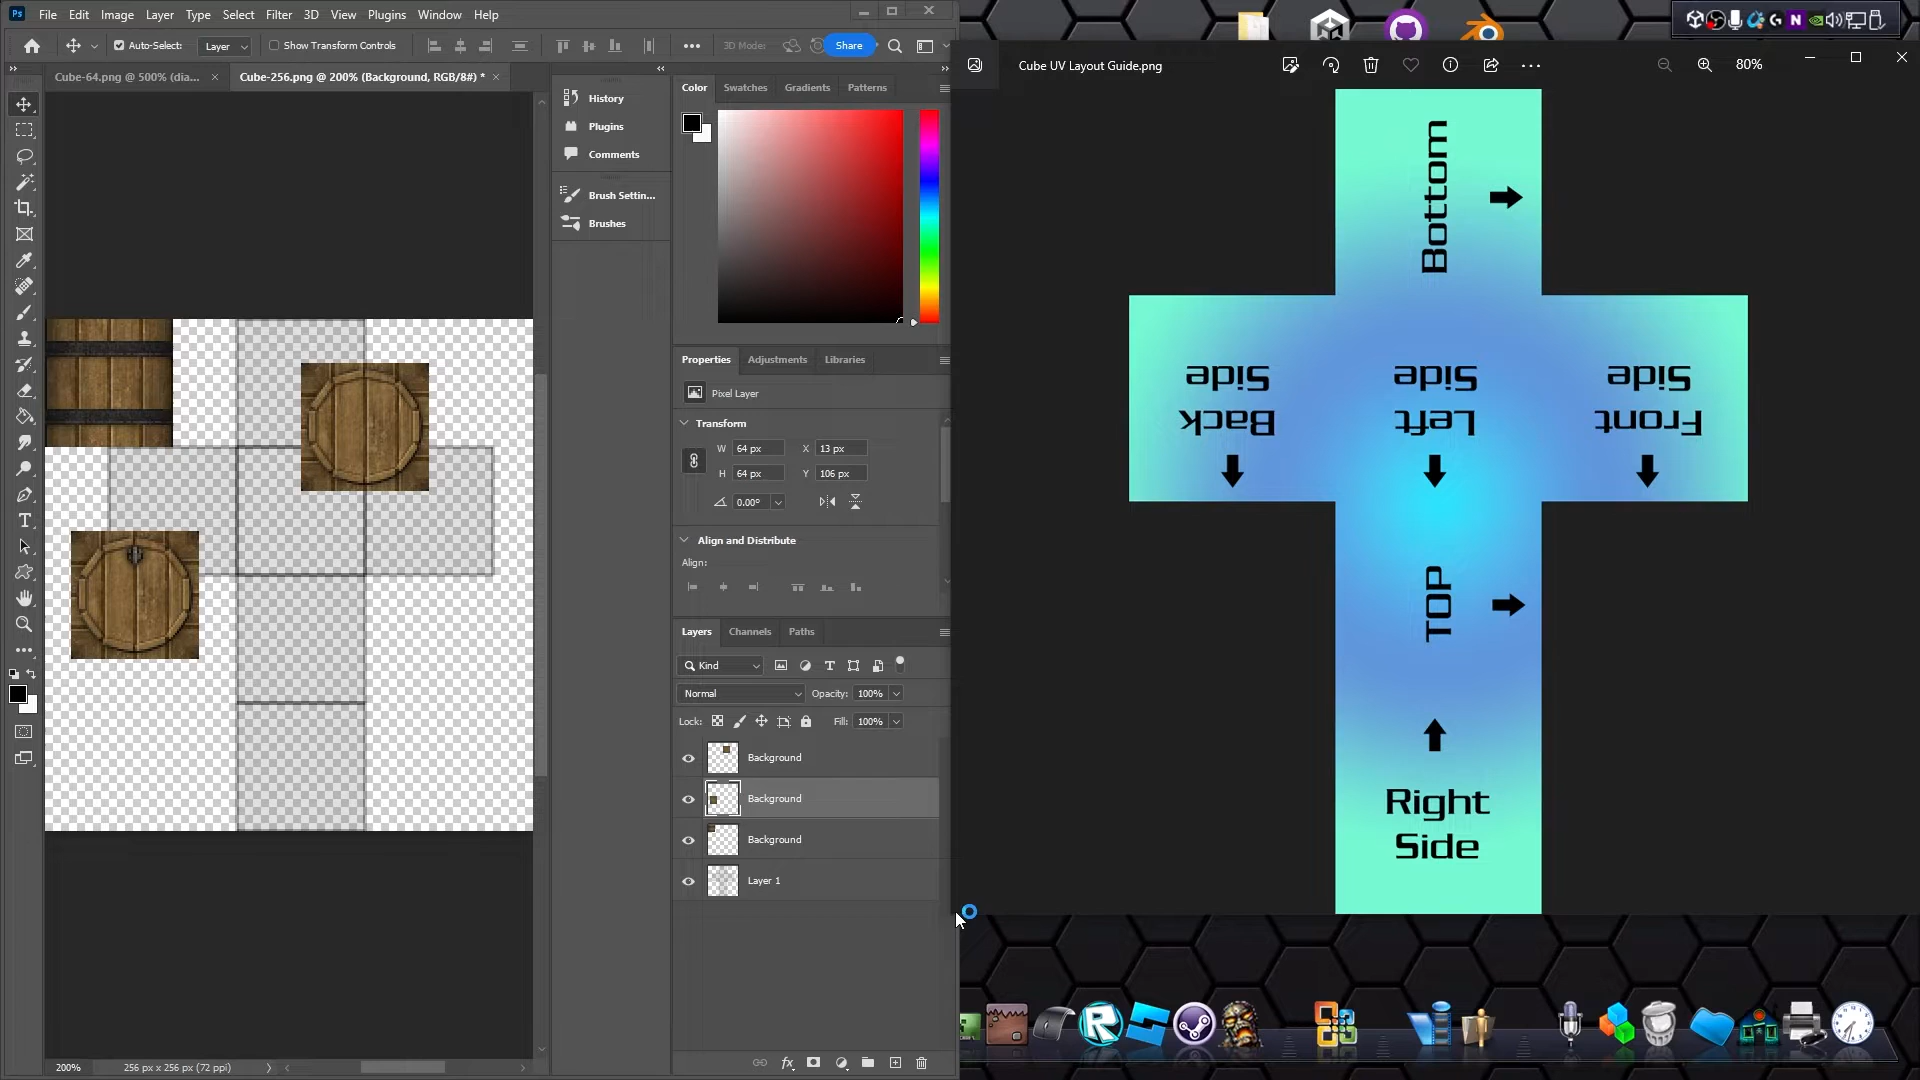 File Edit Image Layer Type Select Filter 3D View Plugins Window Help
Auto-Select: Layer Show Transform Controls 3D Mode: Share
Cube-64.png @ 500% (dia... Cube-256.png @ 200% (Background, RGB/8#) *
History
Plugins
Comments
Brush Settin...
Brushes
Color Swatches Gradients Patterns
Properties Adjustments Libraries
Pixel Layer
Transform
W 64 px X 13 px
H 64 px Y 106 px
0.00°
Align and Distribute
Align:
Layers Channels Paths
Kind
Normal Opacity: 100%
Lock: Fill: 100%
Background
Background
Background
Layer 1
200% 256 px x 256 px (72 ppi)
Cube UV Layout Guide.png 80%
Bottom
Back Side
Left Side
Front Side
TOP
Right
Side